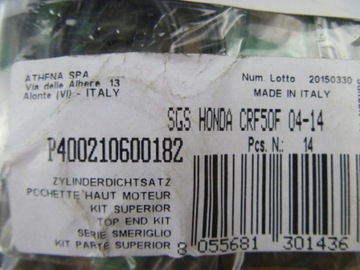 ATHENA SPA
Via delle Albere, 13
Alonte (VI) - ITALY
Num. Lotto 20150330
MADE IN ITALY
SGS HONDA CRF50F 04-14
P400210600182
Pcs. N.: 14
ZYLINDERDICHTSATZ
POCHETTE HAUT MOTEUR
KIT SUPERIOR
TOP END KIT
SERIE SMERIGLIO
KIT PARTE SUPERIOR
8 055681 301436